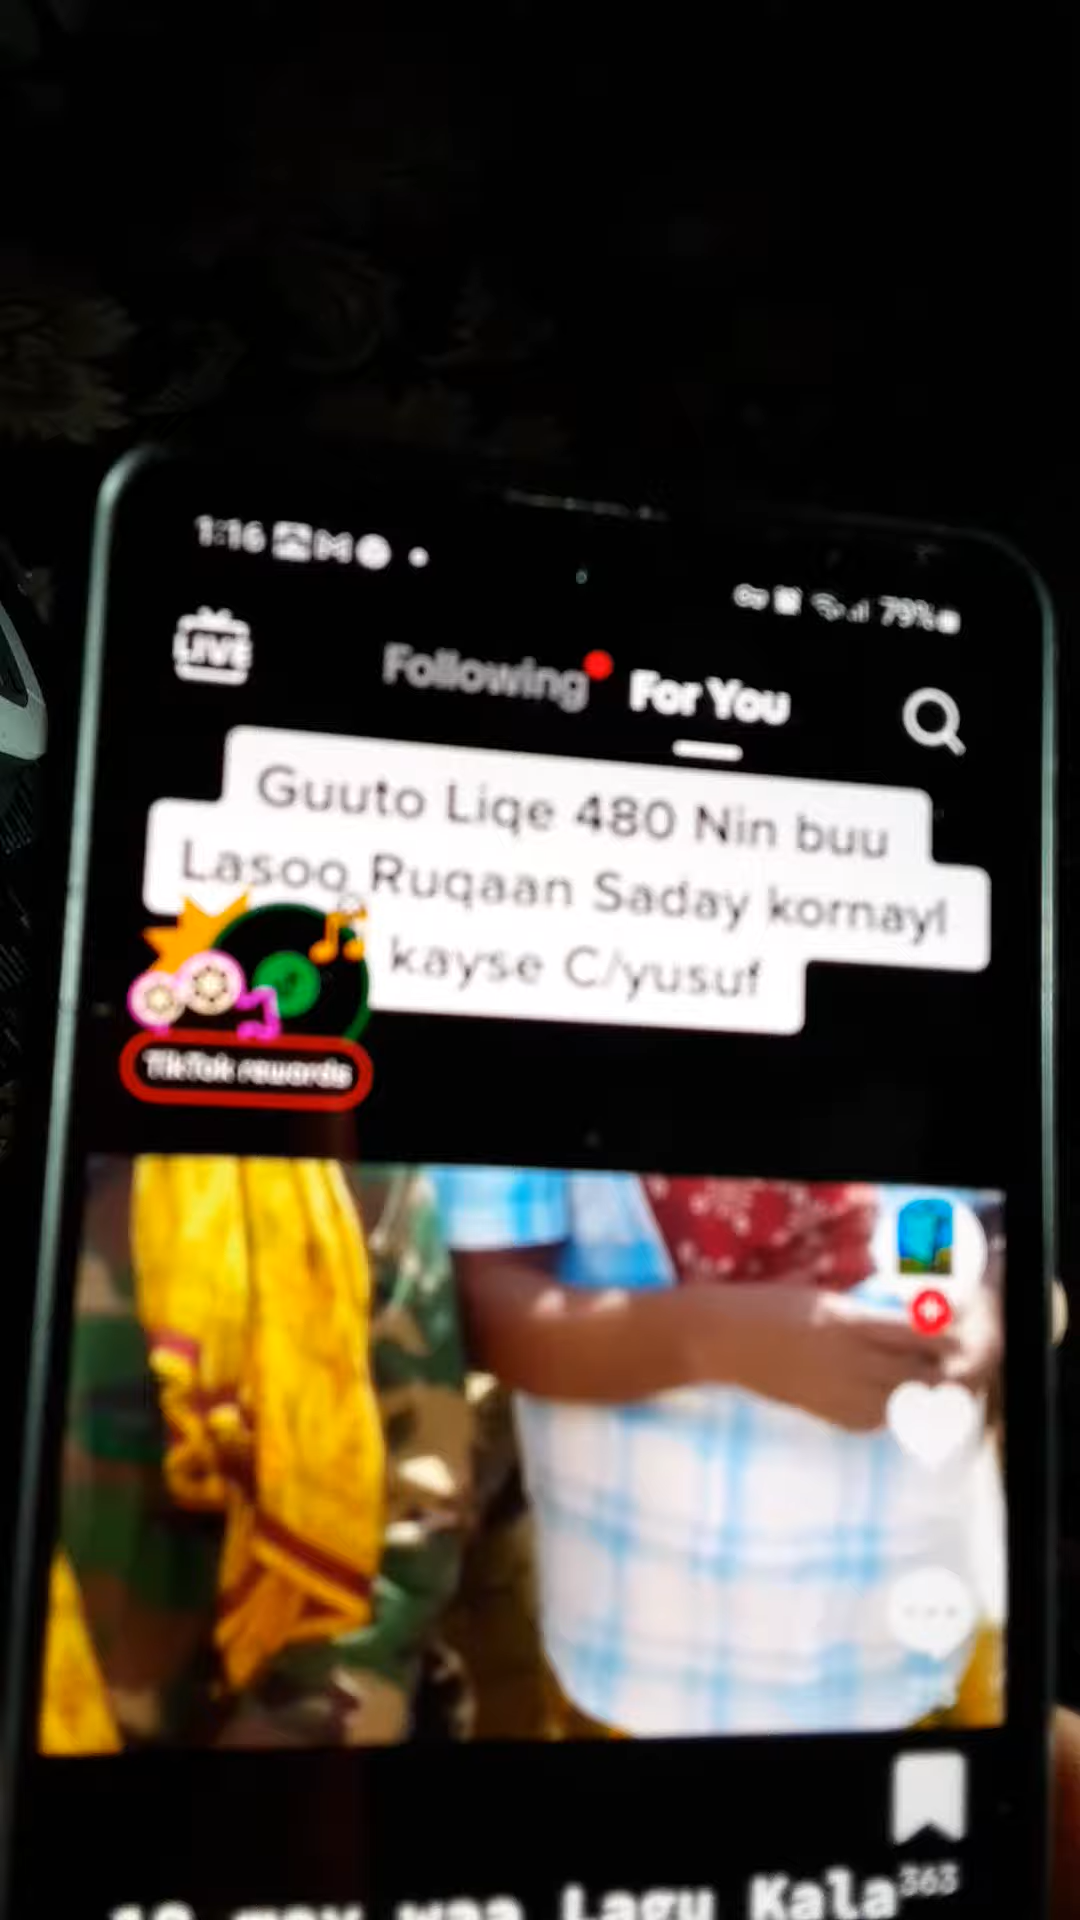 1:16
79%
LIVE
Following
For You
Guuto Liqe 480 Nin buu
Lasoo Ruqaan Saday kornayl
kayse C/yusuf
TikTok rewards
waa Lagu Kala
363